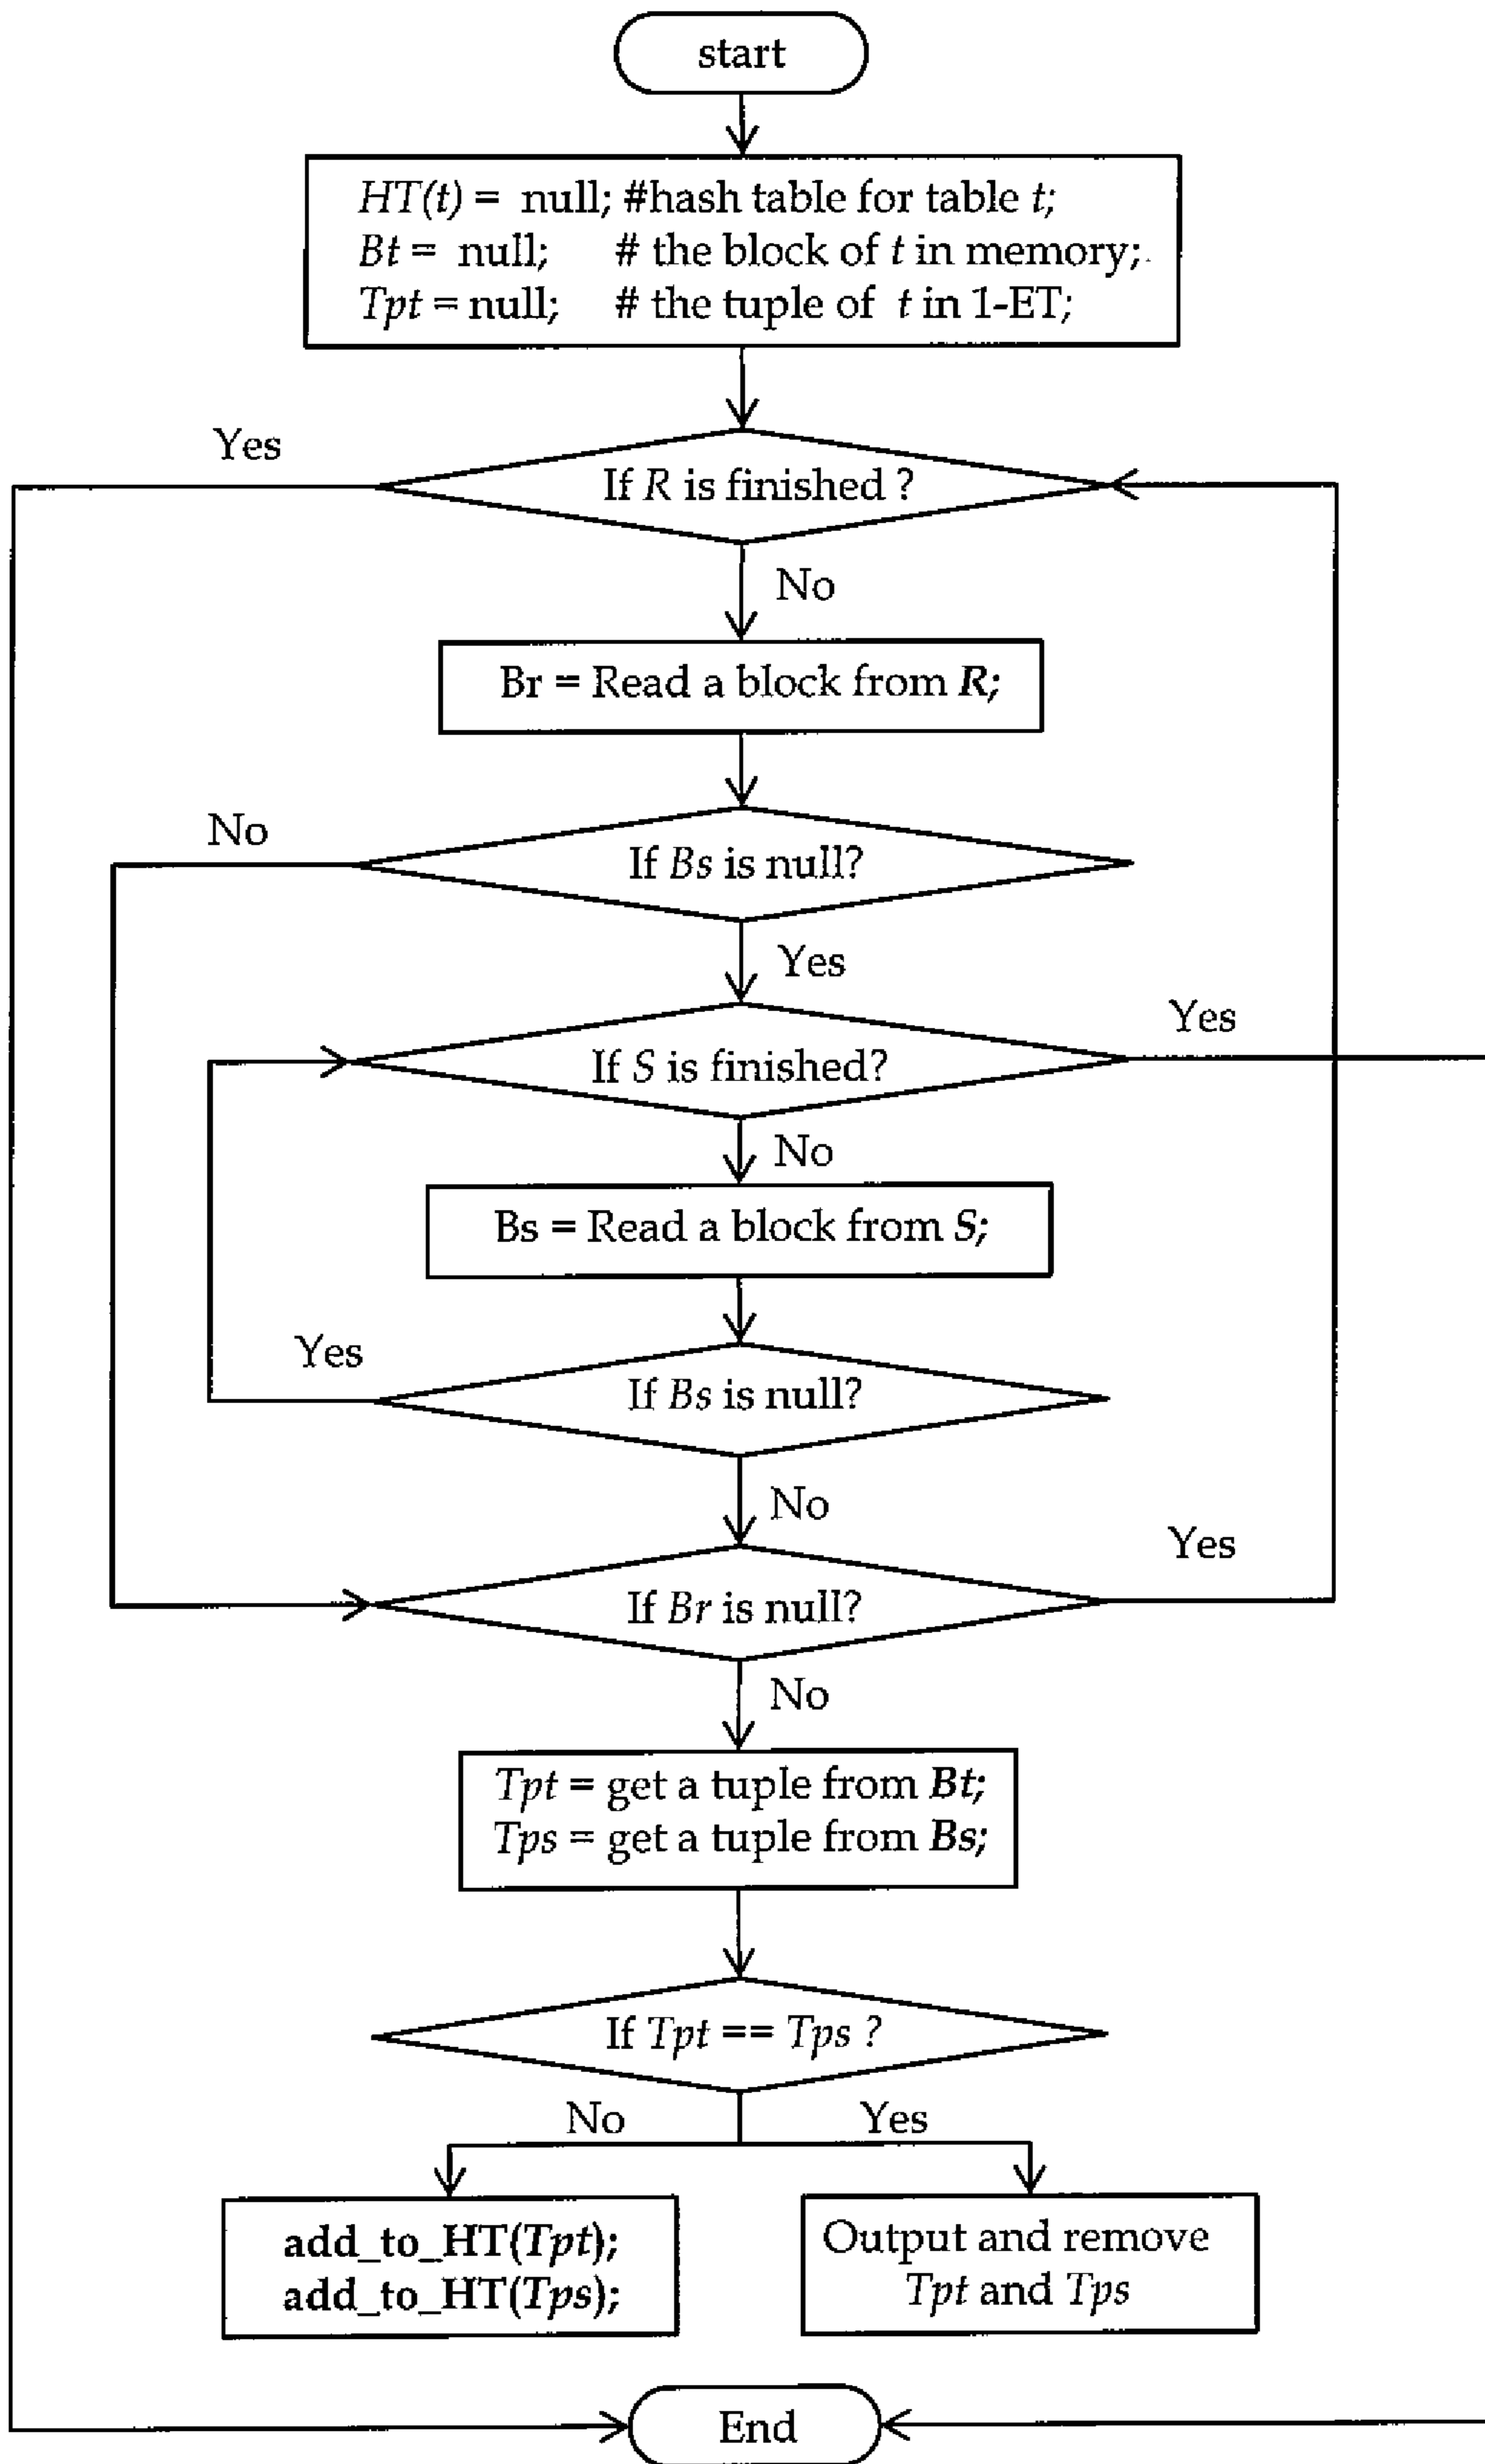 start
HT(t) = null; #hash table for table t;
Bt = null; # the block of t in memory;
Tpt = null; # the tuple of t in 1-ET;
Yes
If R is finished ?
No
Br = Read a block from R;
No
If Bs is null?
Yes
Yes
If S is finished?
No
Bs = Read a block from S;
Yes
If Bs is null?
No
Yes
If Br is null?
No
Tpt = get a tuple from Bt;
Tps = get a tuple from Bs;
If Tpt == Tps ?
No
Yes
add_to_HT(Tpt);
add_to_HT(Tps);
Output and remove
Tpt and Tps
End